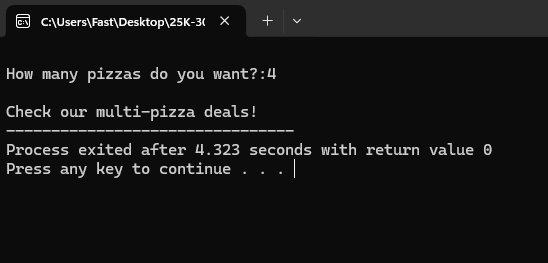 C:\Users\Fast\Desktop\25K-30
How many pizzas do you want?:4
Check our multi-pizza deals!
--------------------------------
Process exited after 4.323 seconds with return value 0
Press any key to continue . . .